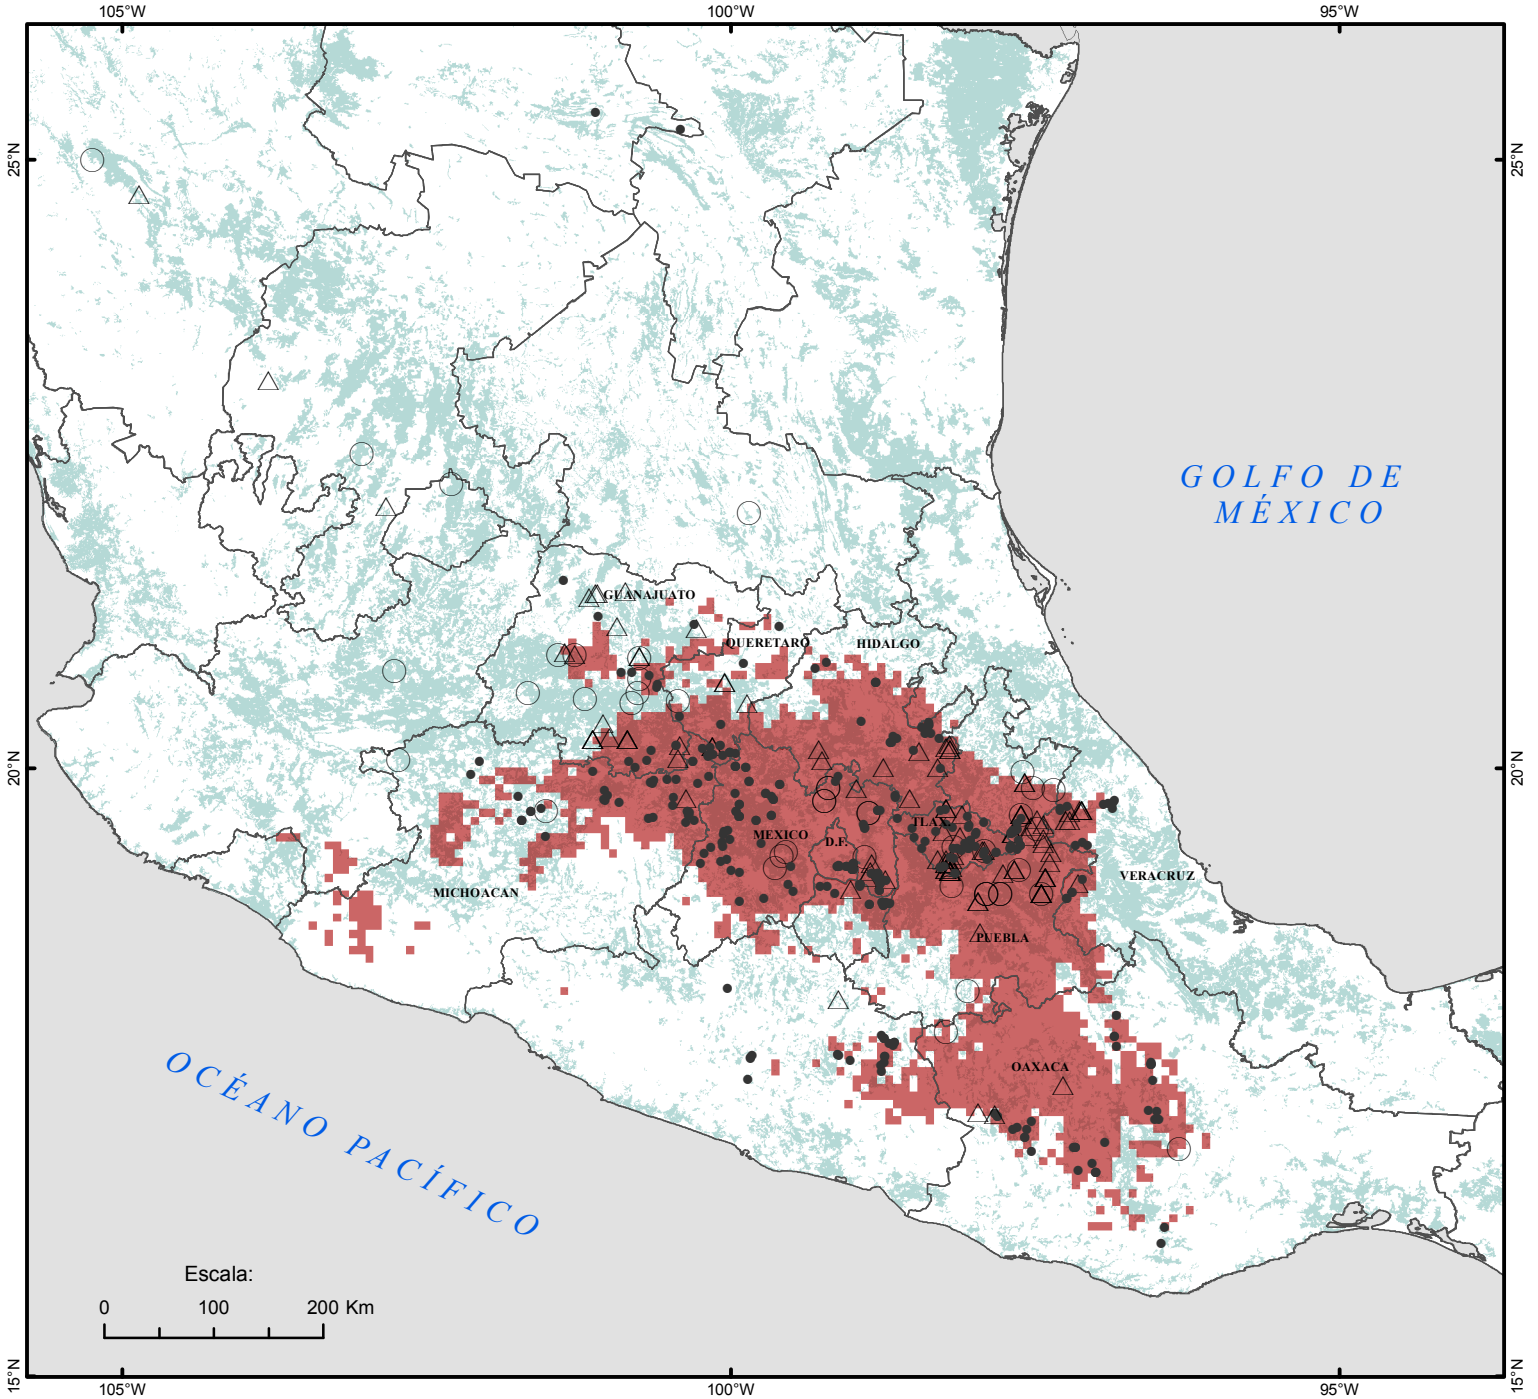 105°W
100°W
95°W
25°N
25°N
GOLFO DE
MÉXICO
GUANAJUATO
QUERETARO
HIDALGO
20°N
20°N
MEXICO
D.F.
TLAX.
MICHOACAN
VERACRUZ
PUEBLA
OAXACA
OCÉANO PACÍFICO
Escala:
0 100 200 Km
15°N
15°N
105°W
100°W
95°W